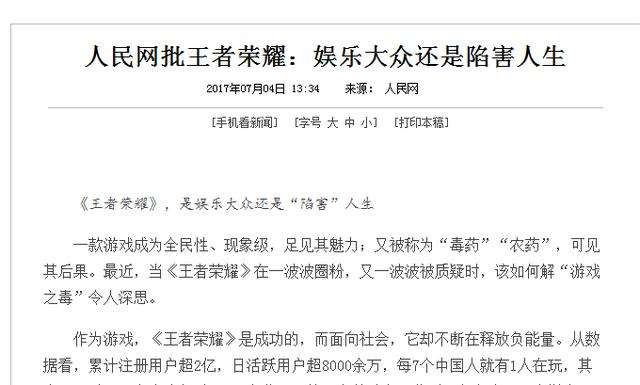 人民网批王者荣耀：娱乐大众还是陷害人生
2017年07月04日 13:34 来源： 人民网
[手机看新闻] [字号 大 中 小] [打印本稿]
《王者荣耀》，是娱乐大众还是“陷害”人生
一款游戏成为全民性、现象级，足见其魅力；又被称为“毒药”“农药”，可见
其后果。最近，当《王者荣耀》在一波波圈粉，又一波波被质疑时，该如何解“游戏
之毒”令人深思。
作为游戏，《王者荣耀》是成功的，而面向社会，它却不断在释放负能量。从数
据看，累计注册用户超2亿，日活跃用户超8000余万，每7个中国人就有1人在玩，其